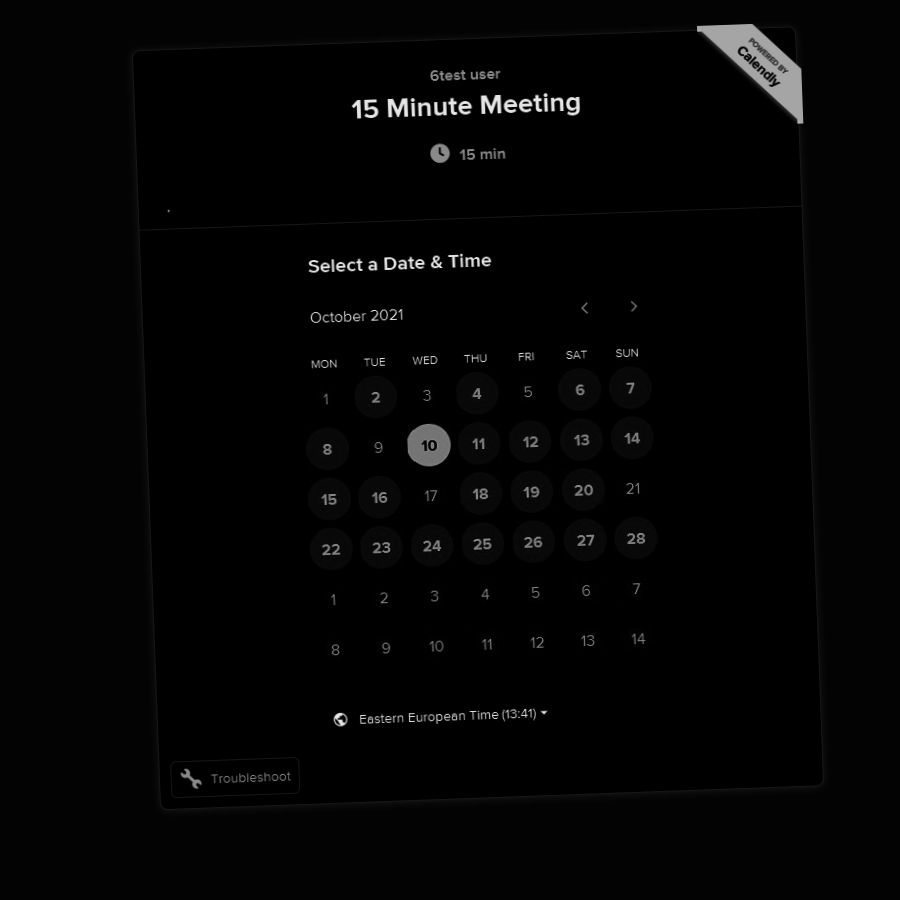 POWERED BY
Calendly
6test user
15 Minute Meeting
15 min
Select a Date & Time
October 2021
MON TUE WED THU FRI SAT SUN
1 2 3 4 5 6 7
8 9 10 11 12 13 14
15 16 17 18 19 20 21
22 23 24 25 26 27 28
1 2 3 4 5 6 7
8 9 10 11 12 13 14
Eastern European Time (13:41)
Troubleshoot